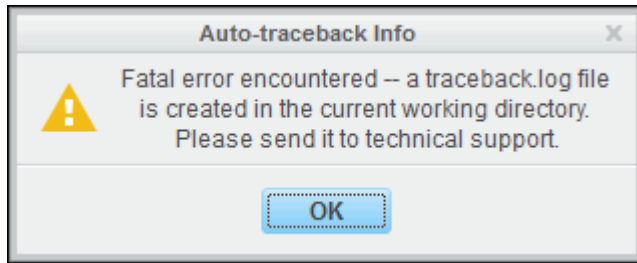 Auto-traceback Info
Fatal error encountered -- a traceback.log file
is created in the current working directory.
Please send it to technical support.
OK